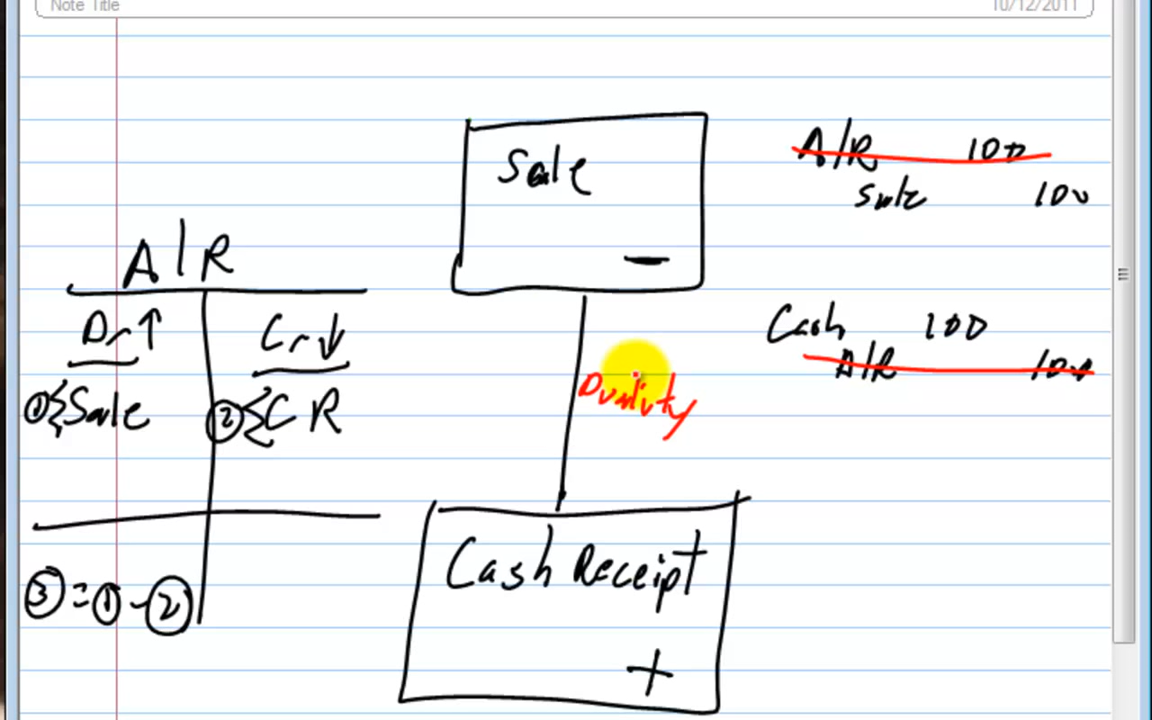 Note Title
10/12/2011
Sale
—
A/R 100
Sale 100
A/R
Dr↑ Cr↓
①{Sale ②{CR
③=①-②
Duality
Cash 100
A/R 100
Cash Receipt
+